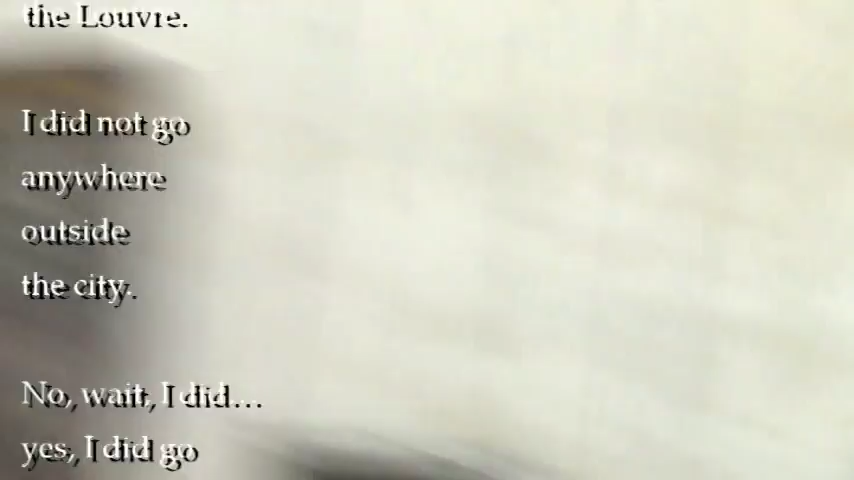 the Louvre.
I did not go
anywhere
outside
the city.
No, wait, I did...
yes, I did go